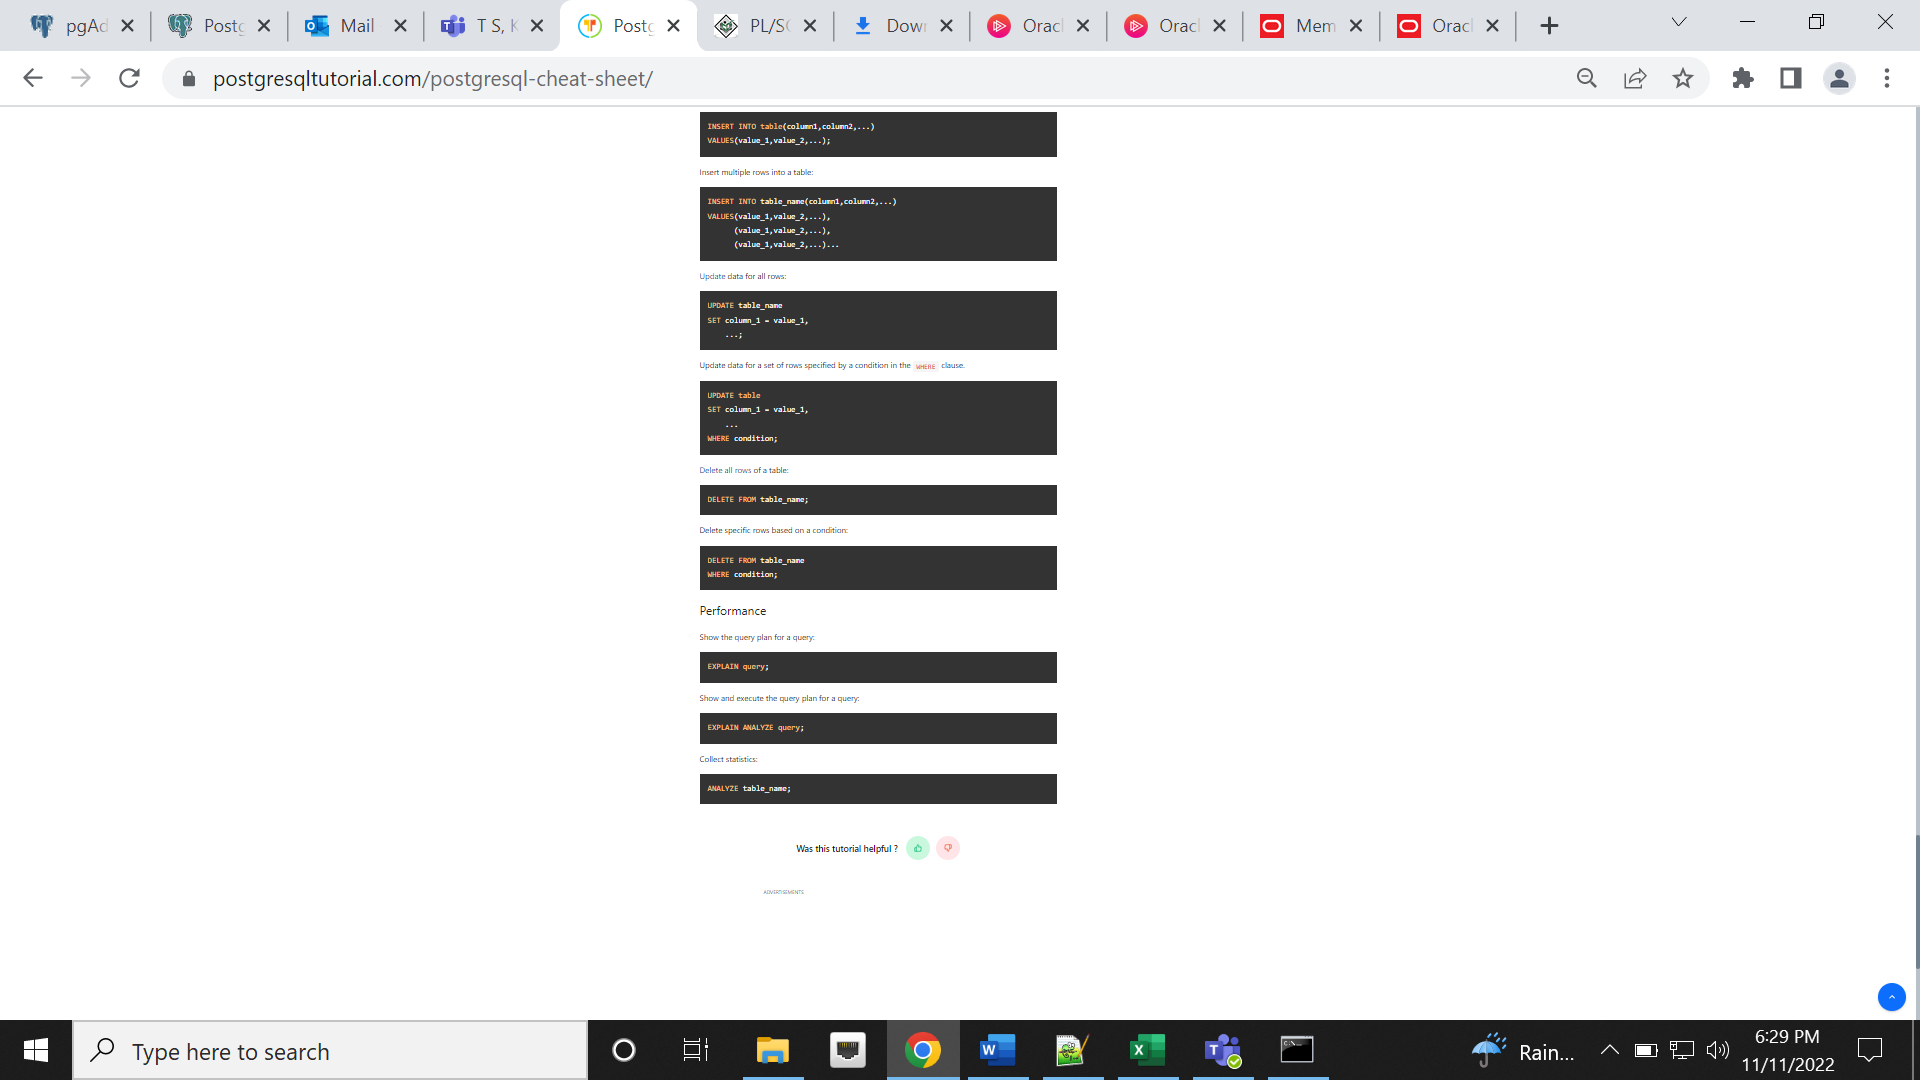 pgAd
Postg
Mail
T S, K
Postg
PL/SQ
Down
Oracl
Oracl
Mem
Oracl
postgresqltutorial.com/postgresql-cheat-sheet/
INSERT INTO table(column1,column2,...)
VALUES(value_1,value_2,...);
Insert multiple rows into a table:
INSERT INTO table_name(column1,column2,...)
VALUES(value_1,value_2,...),
(value_1,value_2,...),
(value_1,value_2,...)...
Update data for all rows:
UPDATE table_name
SET column_1 = value_1,
...;
Update data for a set of rows specified by a condition in the WHERE clause.
UPDATE table
SET column_1 = value_1,
...
WHERE condition;
Delete all rows of a table:
DELETE FROM table_name;
Delete specific rows based on a condition:
DELETE FROM table_name
WHERE condition;
Performance
Show the query plan for a query:
EXPLAIN query;
Show and execute the query plan for a query:
EXPLAIN ANALYZE query;
Collect statistics:
ANALYZE table_name;
Was this tutorial helpful ?
ADVERTISEMENTS
Type here to search
Rain...
6:29 PM
11/11/2022